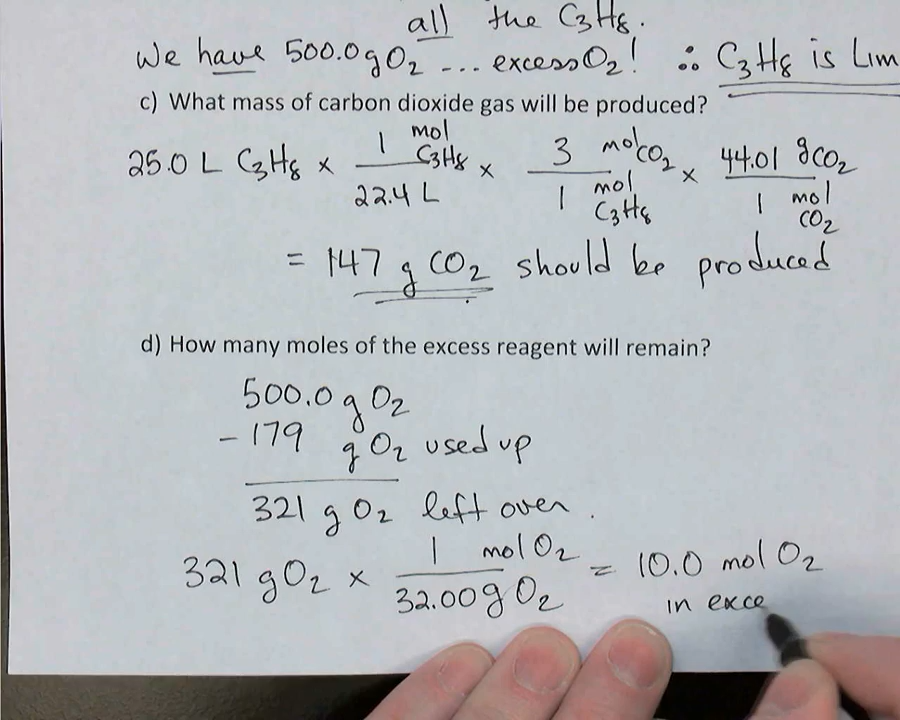 all the C3H8.
We have 500.0 g O2 ... excess O2! ∴ C3H8 is Lim
c) What mass of carbon dioxide gas will be produced?
25.0 L C3H8 × 1 mol C3H8 / 22.4 L × 3 mol CO2 / 1 mol C3H8 × 44.01 g CO2 / 1 mol CO2
= 147 g CO2 should be produced
d) How many moles of the excess reagent will remain?
500.0 g O2
- 179 g O2 used up
321 g O2 left over.
321 g O2 × 1 mol O2 / 32.00 g O2 = 10.0 mol O2
in exce